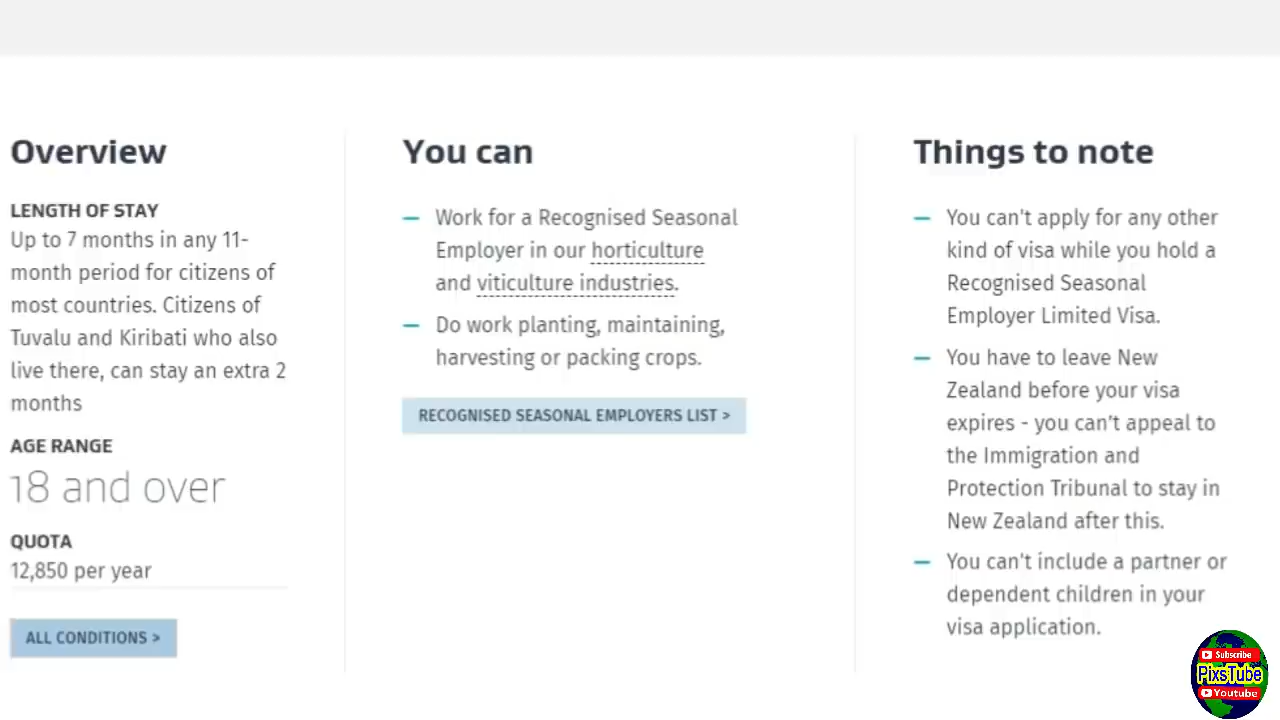 Overview
LENGTH OF STAY
Up to 7 months in any 11-
month period for citizens of
most countries. Citizens of
Tuvalu and Kiribati who also
live there, can stay an extra 2
months
AGE RANGE
18 and over
QUOTA
12,850 per year
ALL CONDITIONS >
You can
— Work for a Recognised Seasonal
Employer in our horticulture
and viticulture industries.
— Do work planting, maintaining,
harvesting or packing crops.
RECOGNISED SEASONAL EMPLOYERS LIST >
Things to note
— You can't apply for any other
kind of visa while you hold a
Recognised Seasonal
Employer Limited Visa.
— You have to leave New
Zealand before your visa
expires - you can't appeal to
the Immigration and
Protection Tribunal to stay in
New Zealand after this.
— You can't include a partner or
dependent children in your
visa application.
Subscribe
PixsTube
Youtube